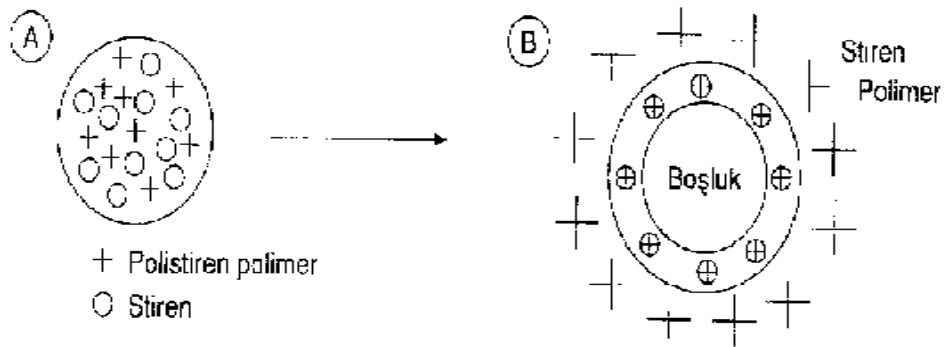 A
+ Polistiren polimer
O Stiren
B
Stiren
Polimer
Boşluk